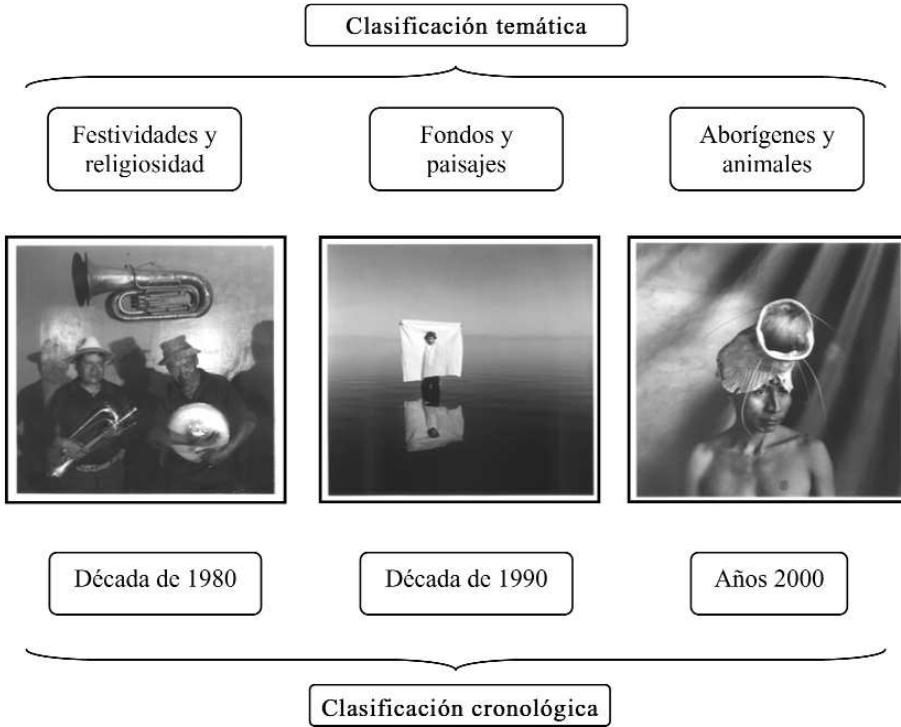 Clasificación temática
Festividades y
religiosidad
Fondos y
paisajes
Aborígenes y
animales
Década de 1980
Década de 1990
Años 2000
Clasificación cronológica